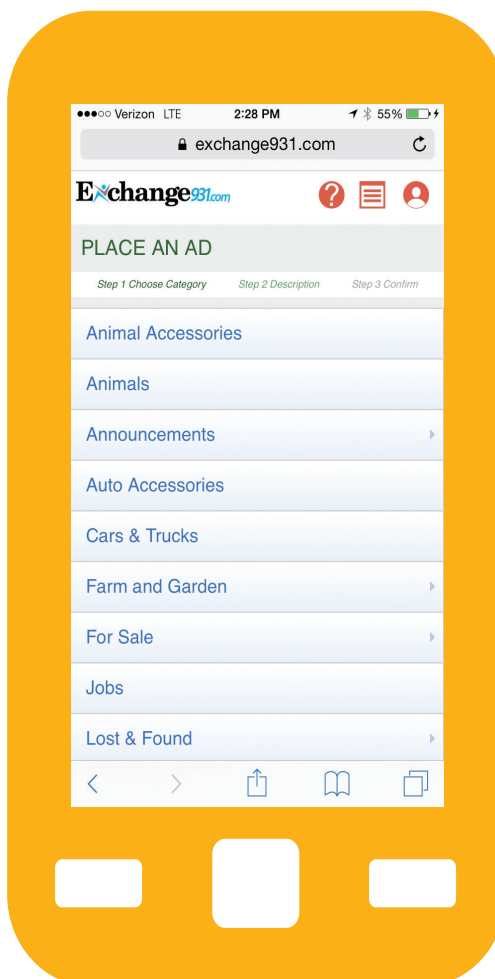 Verizon LTE 2:28 PM 55%
exchange931.com
Exchange931.com
?
PLACE AN AD
Step 1 Choose Category Step 2 Description Step 3 Confirm
Animal Accessories
Animals
Announcements
Auto Accessories
Cars & Trucks
Farm and Garden
For Sale
Jobs
Lost & Found